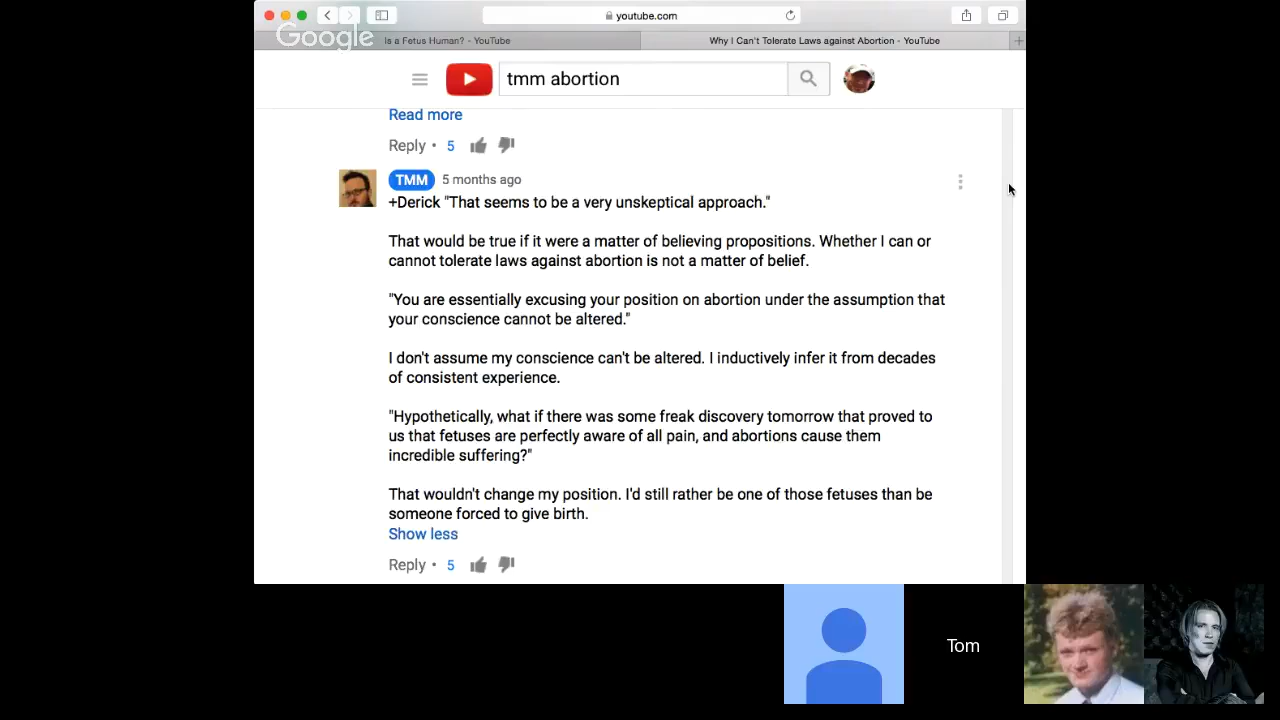 youtube.com
Google
Is a Fetus Human? - YouTube
Why I Can't Tolerate Laws against Abortion - YouTube
tmm abortion
Read more
Reply • 5
TMM 5 months ago
+Derick "That seems to be a very unskeptical approach."
That would be true if it were a matter of believing propositions. Whether I can or
cannot tolerate laws against abortion is not a matter of belief.
"You are essentially excusing your position on abortion under the assumption that
your conscience cannot be altered."
I don't assume my conscience can't be altered. I inductively infer it from decades
of consistent experience.
"Hypothetically, what if there was some freak discovery tomorrow that proved to
us that fetuses are perfectly aware of all pain, and abortions cause them
incredible suffering?"
That wouldn't change my position. I'd still rather be one of those fetuses than be
someone forced to give birth.
Show less
Reply • 5
Tom